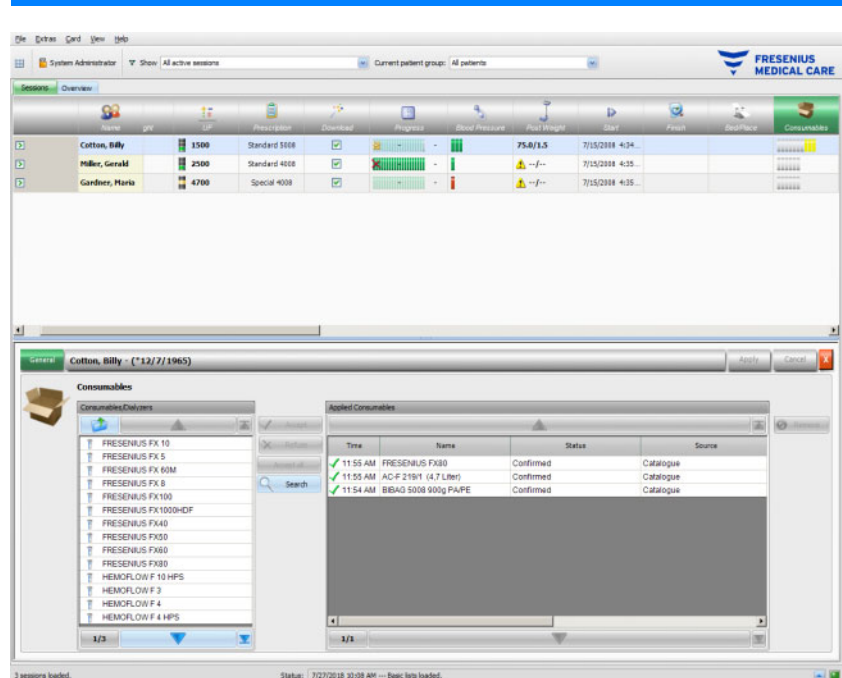 File Extras Card View Help
System Administrator Show All active sessions Current patient group: All patients
FRESENIUS
MEDICAL CARE
Sessions Overview
Name ght UF Prescription Download Progress Blood Pressure Post Weight Start Finish Bed/Place Consumables
Cotton, Billy 1500 Standard 5008 - - 75.0/1.5 7/15/2008 4:34...
Miller, Gerald 2500 Standard 4008 - - --/-- 7/15/2008 4:35...
Gardner, Maria 4700 Special 4008 - - --/-- 7/15/2008 4:35...
General Cotton, Billy - (*12/7/1965) Apply Cancel X
Consumables
Consumables/Dialyzers Applied Consumables
Accept Remove
FRESENIUS FX 10 Return Time Name Status Source
FRESENIUS FX 5 Accept all 11:55 AM FRESENIUS FX80 Confirmed Catalogue
FRESENIUS FX 60M Search 11:55 AM AC-F 219/1 (4,7 Liter) Confirmed Catalogue
FRESENIUS FX 8 11:54 AM BIBAG 5008 900g PA/PE Confirmed Catalogue
FRESENIUS FX100
FRESENIUS FX1000HDF
FRESENIUS FX40
FRESENIUS FX50
FRESENIUS FX60
FRESENIUS FX80
HEMOFLOW F 10 HPS
HEMOFLOW F 3
HEMOFLOW F 4
HEMOFLOW F 4 HPS
1/3 1/1
3 sessions loaded. Status: 7/27/2018 10:08 AM --- Basic lists loaded.